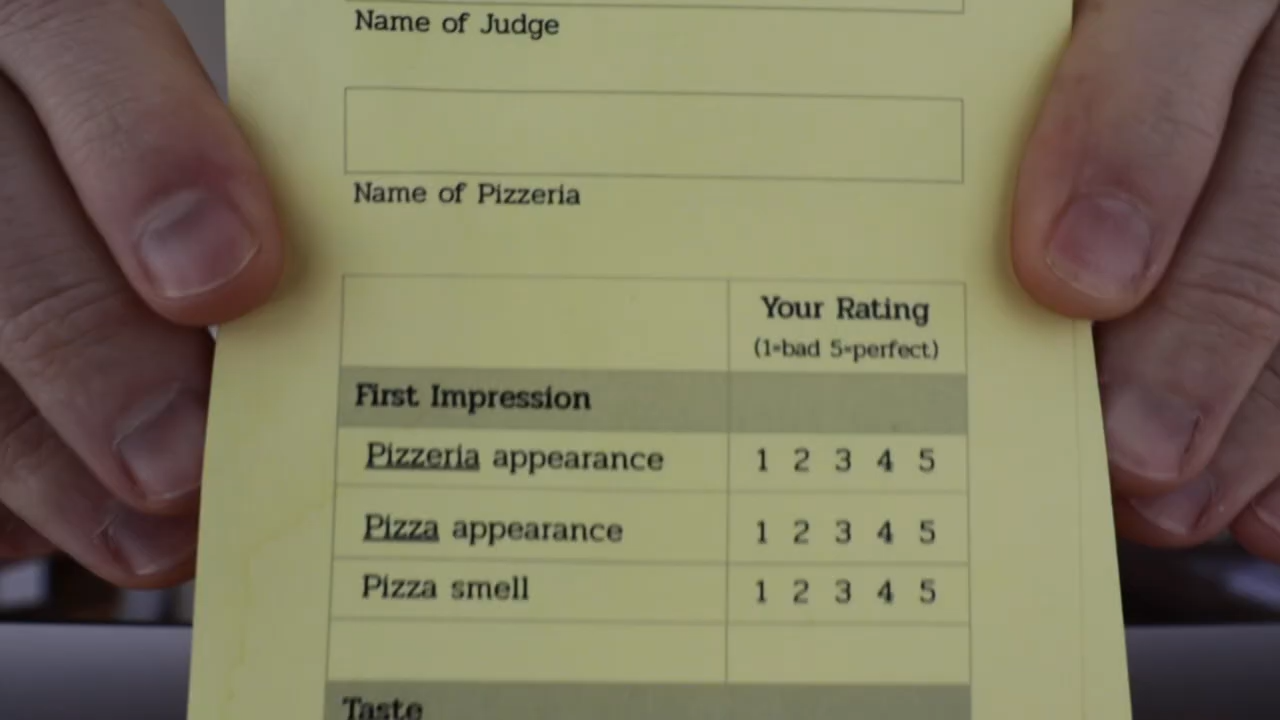 Name of Judge
Name of Pizzeria
Your Rating
(1=bad 5=perfect)
First Impression
Pizzeria appearance 1 2 3 4 5
Pizza appearance 1 2 3 4 5
Pizza smell 1 2 3 4 5
Taste